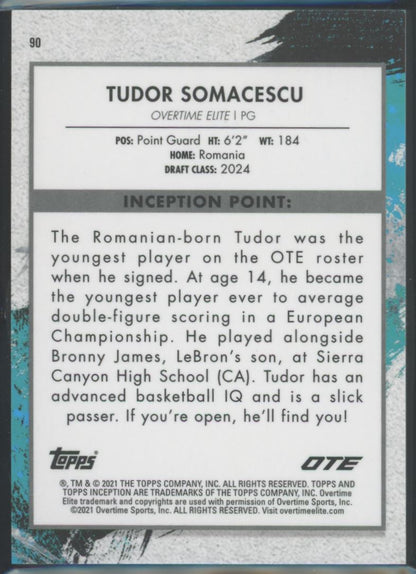 90
TUDOR SOMACESCU
OVERTIME ELITE | PG
POS: Point Guard HT: 6'2" WT: 184
HOME: Romania
DRAFT CLASS: 2024
INCEPTION POINT:
The Romanian-born Tudor was the
youngest player on the OTE roster
when he signed. At age 14, he became
the youngest player ever to average
double-figure scoring in a European
Championship. He played alongside
Bronny James, LeBron's son, at Sierra
Canyon High School (CA). Tudor has an
advanced basketball IQ and is a slick
passer. If you're open, he'll find you!
TOPPS OTE
®, TM & © 2021 THE TOPPS COMPANY, INC. ALL RIGHTS RESERVED. TOPPS AND
TOPPS INCEPTION ARE TRADEMARKS OF THE TOPPS COMPANY, INC. Overtime
Elite trademark and copyrights are used with permission of Overtime Sports, Inc.
©2021 Overtime Sports, Inc. ALL RIGHTS RESERVED. Visit overtimeelite.com